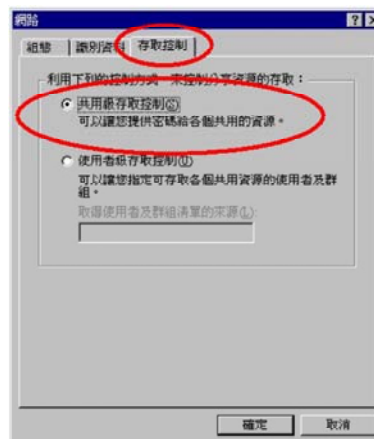 網路
組態 識別資料 存取控制
利用下列的控制方式,來控制分享資源的存取:
共用級存取控制(S)
可以讓您提供密碼給各個共用的資源。
使用者級存取控制(U)
可以讓您指定可存取各個共用資源的使用者及群
組。
取得使用者及群組清單的來源(L):
確定 取消